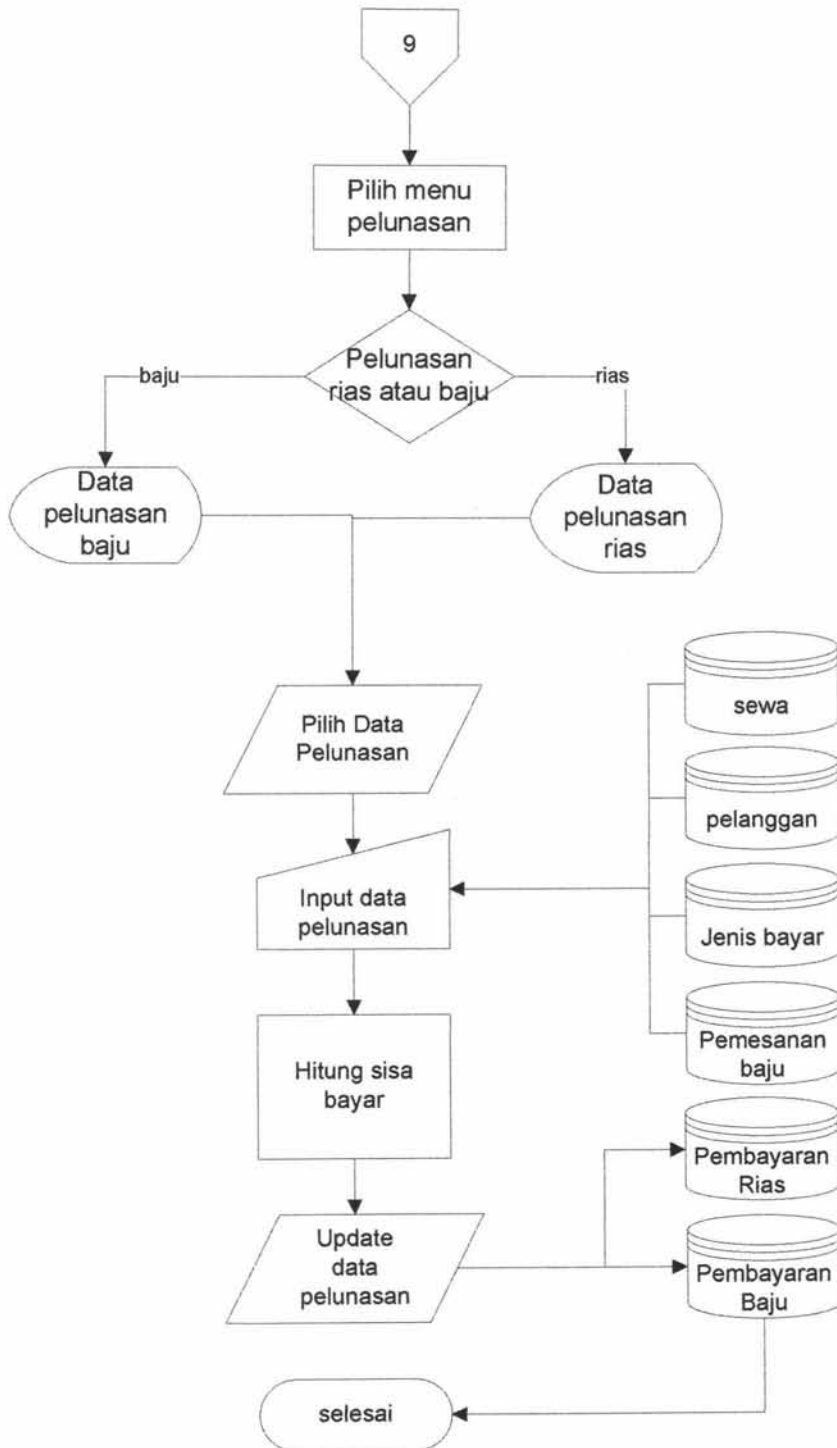 9
Pilih menu
pelunasan
Pelunasan
rias atau baju
baju
rias
Data
pelunasan
baju
Data
pelunasan
rias
Pilih Data
Pelunasan
Input data
pelunasan
Hitung sisa
bayar
Update
data
pelunasan
sewa
pelanggan
Jenis bayar
Pemesanan
baju
Pembayaran
Rias
Pembayaran
Baju
selesai